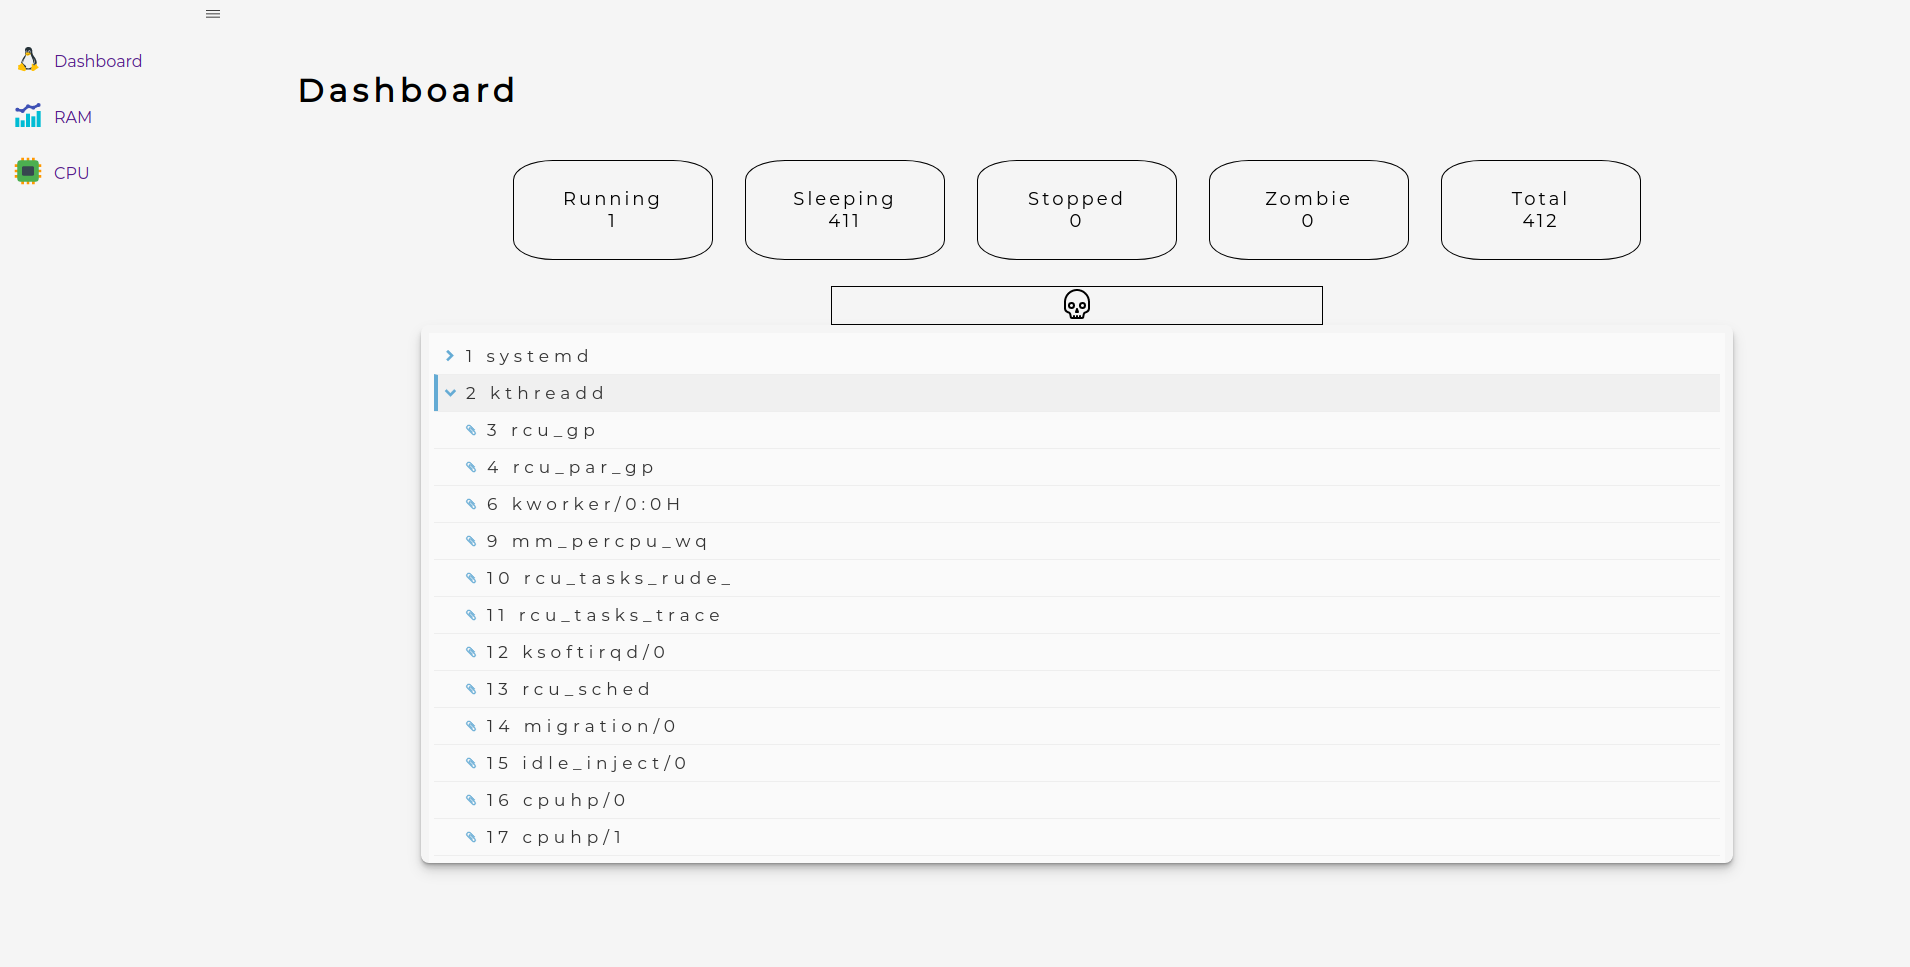 Dashboard
RAM
CPU
Dashboard
Running
1
Sleeping
411
Stopped
0
Zombie
0
Total
412
1 systemd
2 kthreadd
3 rcu_gp
4 rcu_par_gp
6 kworker/0:0H
9 mm_percpu_wq
10 rcu_tasks_rude_
11 rcu_tasks_trace
12 ksoftirqd/0
13 rcu_sched
14 migration/0
15 idle_inject/0
16 cpuhp/0
17 cpuhp/1